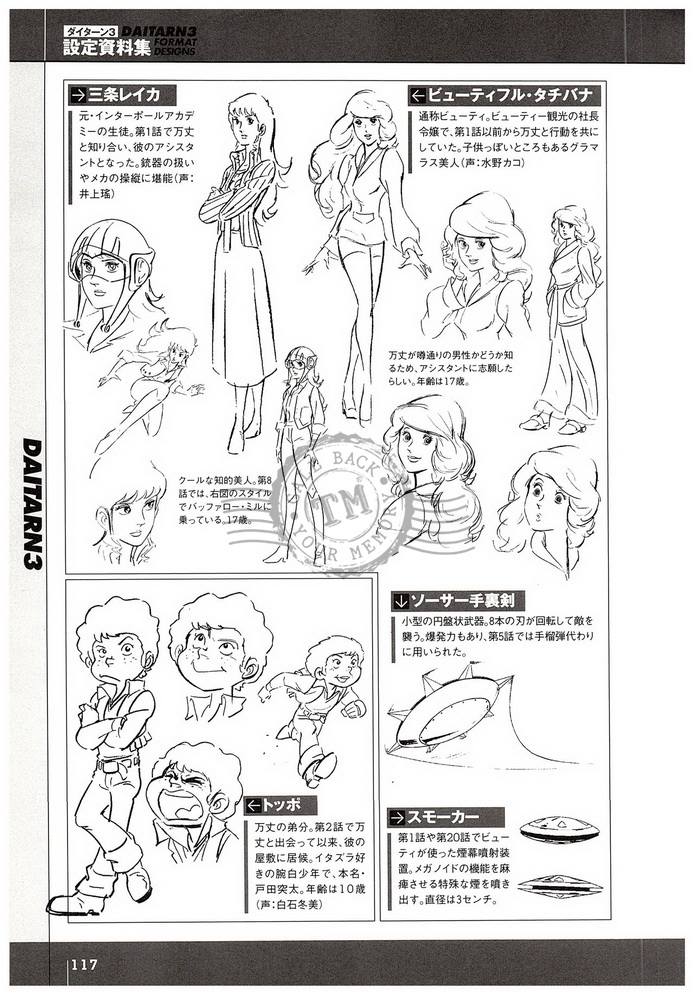 ダイターン3
設定資料集
DAITARN3
FORMAT
DESIGNS
三条レイカ
元・インターポールアカデ
ミーの生徒。第1話で万丈
と知り合い、彼のアシスタ
ントとなった。銃器の扱い
やメカの操縦に堪能（声：
井上瑤）
ビューティフル・タチバナ
通称ビューティ。ビューティー観光の社長
令嬢で、第1話以前から万丈と行動を共に
していた。子供っぽいところもあるグラマ
ラス美人（声：水野カコ）
万丈が噂通りの男性かどうか知
るため、アシスタントに志願した
らしい。年齢は17歳。
クールな知的美人。第8
話では、右図のスタイル
でバッファロー・ミルに
乗っている。17歳。
BACK
TM
YOUR MEMORY
DAITARN3
ソーサー手裏剣
小型の円盤状武器。8本の刃が回転して敵を
襲う。爆発力もあり、第5話では手榴弾代わり
に用いられた。
トッポ
万丈の弟分。第2話で万
丈と出会って以来、彼の
屋敷に居候。イタズラ好
きの腕白少年で、本名・
戸田突太。年齢は10歳
（声：白石冬美）
スモーカー
第1話や第20話でビュー
ティが使った煙幕噴射装
置。メガノイドの機能を麻
痺させる特殊な煙を噴き
出す。直径は3センチ。
117